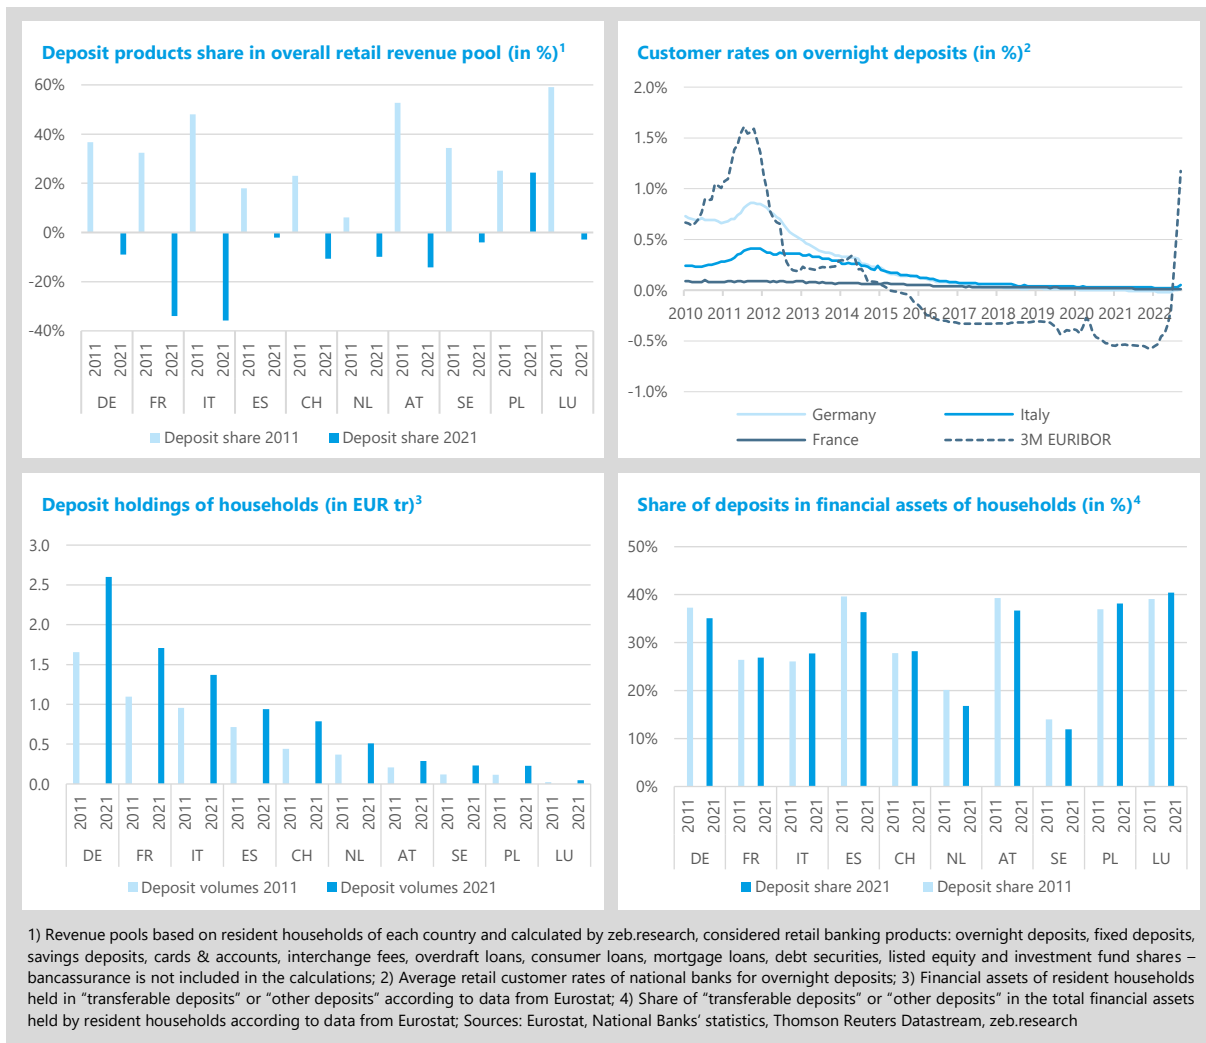 Deposit products share in overall retail revenue pool (in %)1
60%
40%
20%
0%
-20%
-40%
2011 2021 2011 2021 2011 2021 2011 2021 2011 2021 2011 2021 2011 2021 2011 2021 2011 2021 2011 2021
DE FR IT ES CH NL AT SE PL LU
Deposit share 2011 Deposit share 2021
Customer rates on overnight deposits (in %)2
2.0%
1.5%
1.0%
0.5%
0.0%
2010 2011 2012 2013 2014 2015 2016 2017 2018 2019 2020 2021 2022
-0.5%
-1.0%
Germany Italy
France 3M EURIBOR
Deposit holdings of households (in EUR tr)3
3.0
2.5
2.0
1.5
1.0
0.5
0.0
2011 2021 2011 2021 2011 2021 2011 2021 2011 2021 2011 2021 2011 2021 2011 2021 2011 2021 2011 2021
DE FR IT ES CH NL AT SE PL LU
Deposit volumes 2011 Deposit volumes 2021
Share of deposits in financial assets of households (in %)4
50%
40%
30%
20%
10%
0%
2011 2021 2011 2021 2011 2021 2011 2021 2011 2021 2011 2021 2011 2021 2011 2021 2011 2021 2011 2021
DE FR IT ES CH NL AT SE PL LU
Deposit share 2021 Deposit share 2011
1) Revenue pools based on resident households of each country and calculated by zeb.research, considered retail banking products: overnight deposits, fixed deposits,
savings deposits, cards & accounts, interchange fees, overdraft loans, consumer loans, mortgage loans, debt securities, listed equity and investment fund shares –
bancassurance is not included in the calculations; 2) Average retail customer rates of national banks for overnight deposits; 3) Financial assets of resident households
held in “transferable deposits” or “other deposits” according to data from Eurostat; 4) Share of “transferable deposits” or “other deposits” in the total financial assets
held by resident households according to data from Eurostat; Sources: Eurostat, National Banks’ statistics, Thomson Reuters Datastream, zeb.research